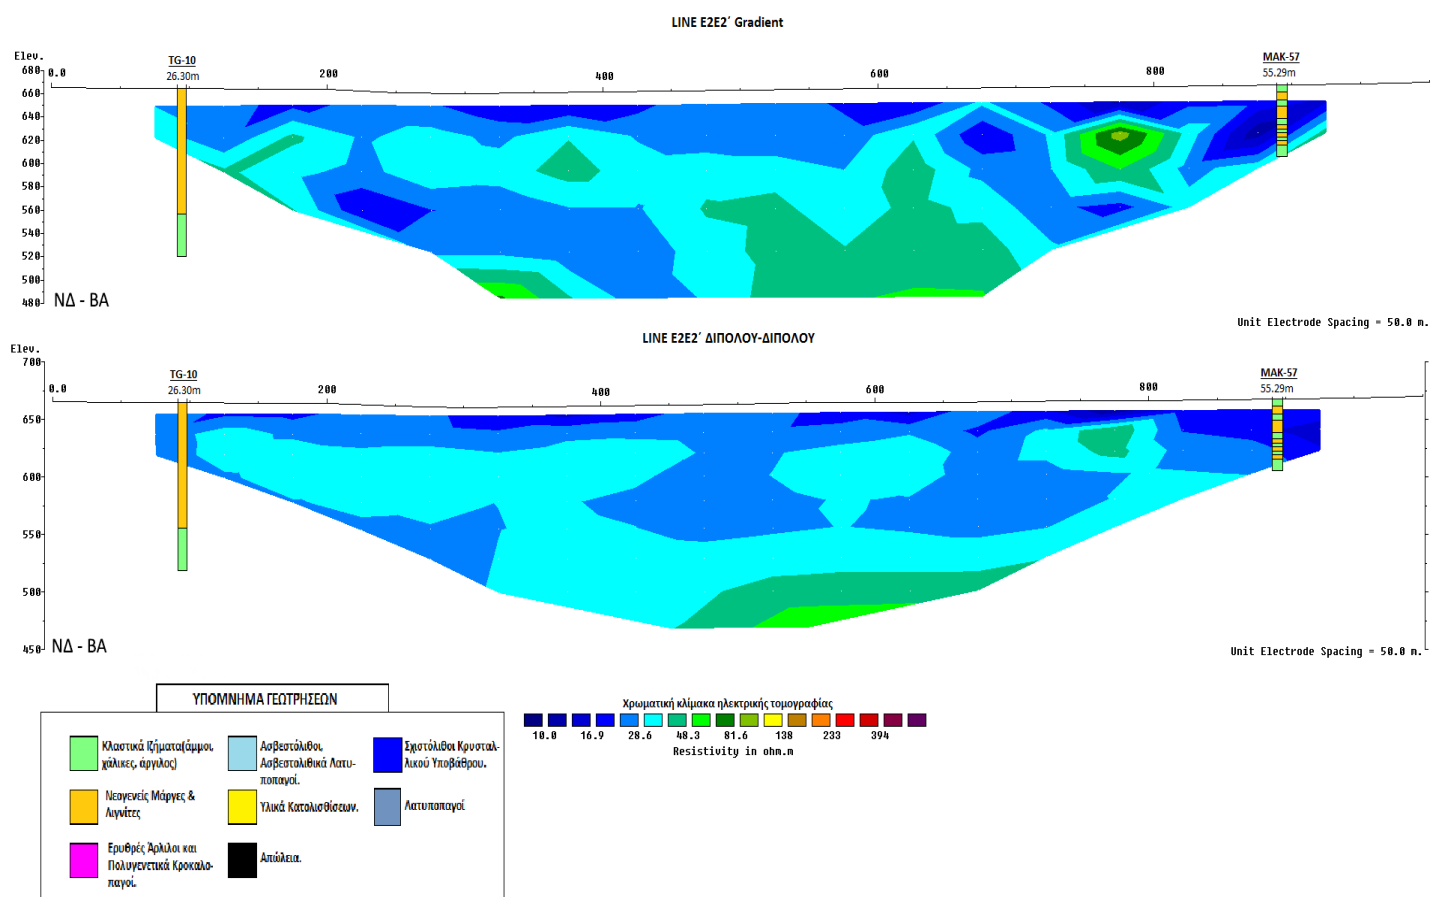 LINE E2E2΄ Gradient
Elev.
TG-10
26.30m
MAK-57
55.29m
0.0 200 400 600 800
680
660
640
620
600
580
560
540
520
500
480
ΝΔ - ΒΑ
Unit Electrode Spacing = 50.0 m.
LINE E2E2΄ ΔΙΠΟΛΟΥ-ΔΙΠΟΛΟΥ
Elev.
TG-10
26.30m
MAK-57
55.29m
0.0 200 400 600 800
700
650
600
550
500
450
ΝΔ - ΒΑ
Unit Electrode Spacing = 50.0 m.
ΥΠΟΜΝΗΜΑ ΓΕΩΤΡΗΣΕΩΝ
Κλαστικά Ιζήματα(άμμοι,
χάλικες, άργιλος)
Ασβεστόλιθοι,
Ασβεστολιθικά Λατυ-
ποπαγοί.
Σχιστόλιθοι Κρυσταλ-
λικού Υποβάθρου.
Νεογενείς Μάργες &
Λιγνίτες
Υλικά Κατολισθίσεων.
Λατυποπαγοί
Ερυθρές Άρλιλοι και
Πολυγενετικά Κροκαλο-
παγοί.
Απώλεια.
Χρωματική κλίμακα ηλεκτρικής τομογραφίας
10.0 16.9 28.6 48.3 81.6 138 233 394
Resistivity in ohm.m